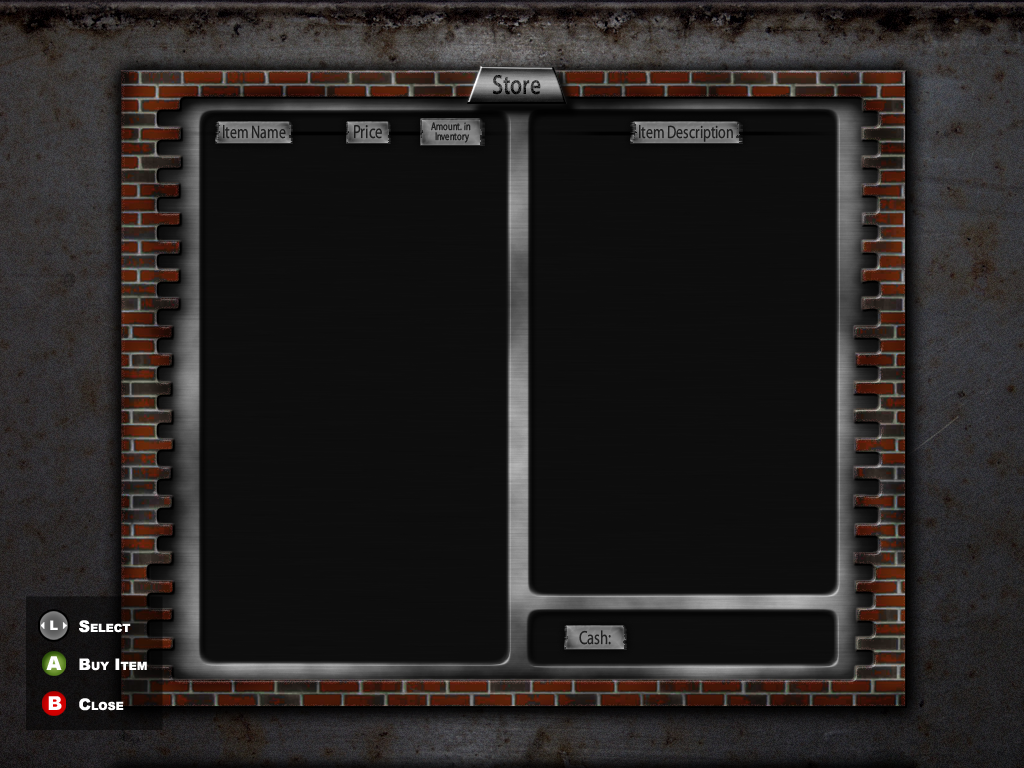 Store
Item Name
Price
Amount. in
Inventory
Item Description
Cash:
L
Select
A
Buy Item
B
Close